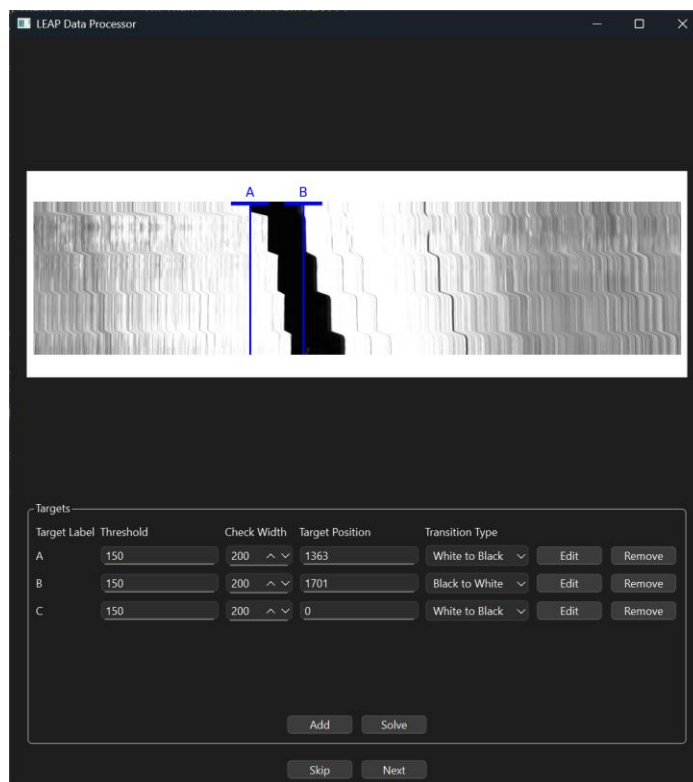 LEAP Data Processor
A B
Targets
Target Label Threshold Check Width Target Position Transition Type
A 150 200 1363 White to Black Edit Remove
B 150 200 1701 Black to White Edit Remove
C 150 200 0 White to Black Edit Remove
Add Solve
Skip Next